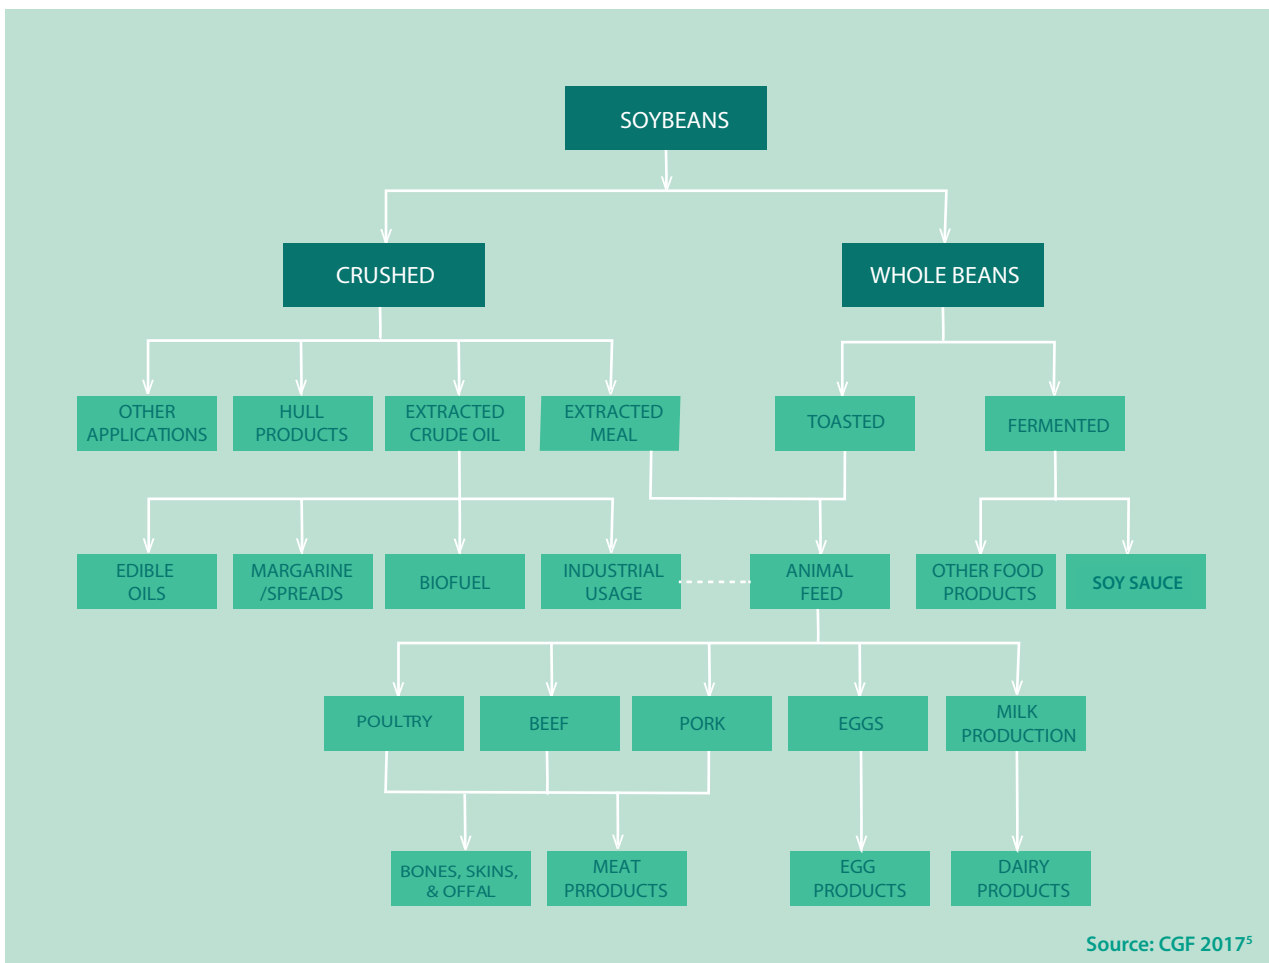 SOYBEANS
CRUSHED
WHOLE BEANS
OTHER
APPLICATIONS
HULL
PRODUCTS
EXTRACTED
CRUDE OIL
EXTRACTED
MEAL
TOASTED
FERMENTED
EDIBLE
OILS
MARGARINE
/SPREADS
BIOFUEL
INDUSTRIAL
USAGE
ANIMAL
FEED
OTHER FOOD
PRODUCTS
SOY SAUCE
POULTRY
BEEF
PORK
EGGS
MILK
PRODUCTION
BONES, SKINS,
& OFFAL
MEAT
PRRODUCTS
EGG
PRODUCTS
DAIRY
PRODUCTS
Source: CGF 2017⁵